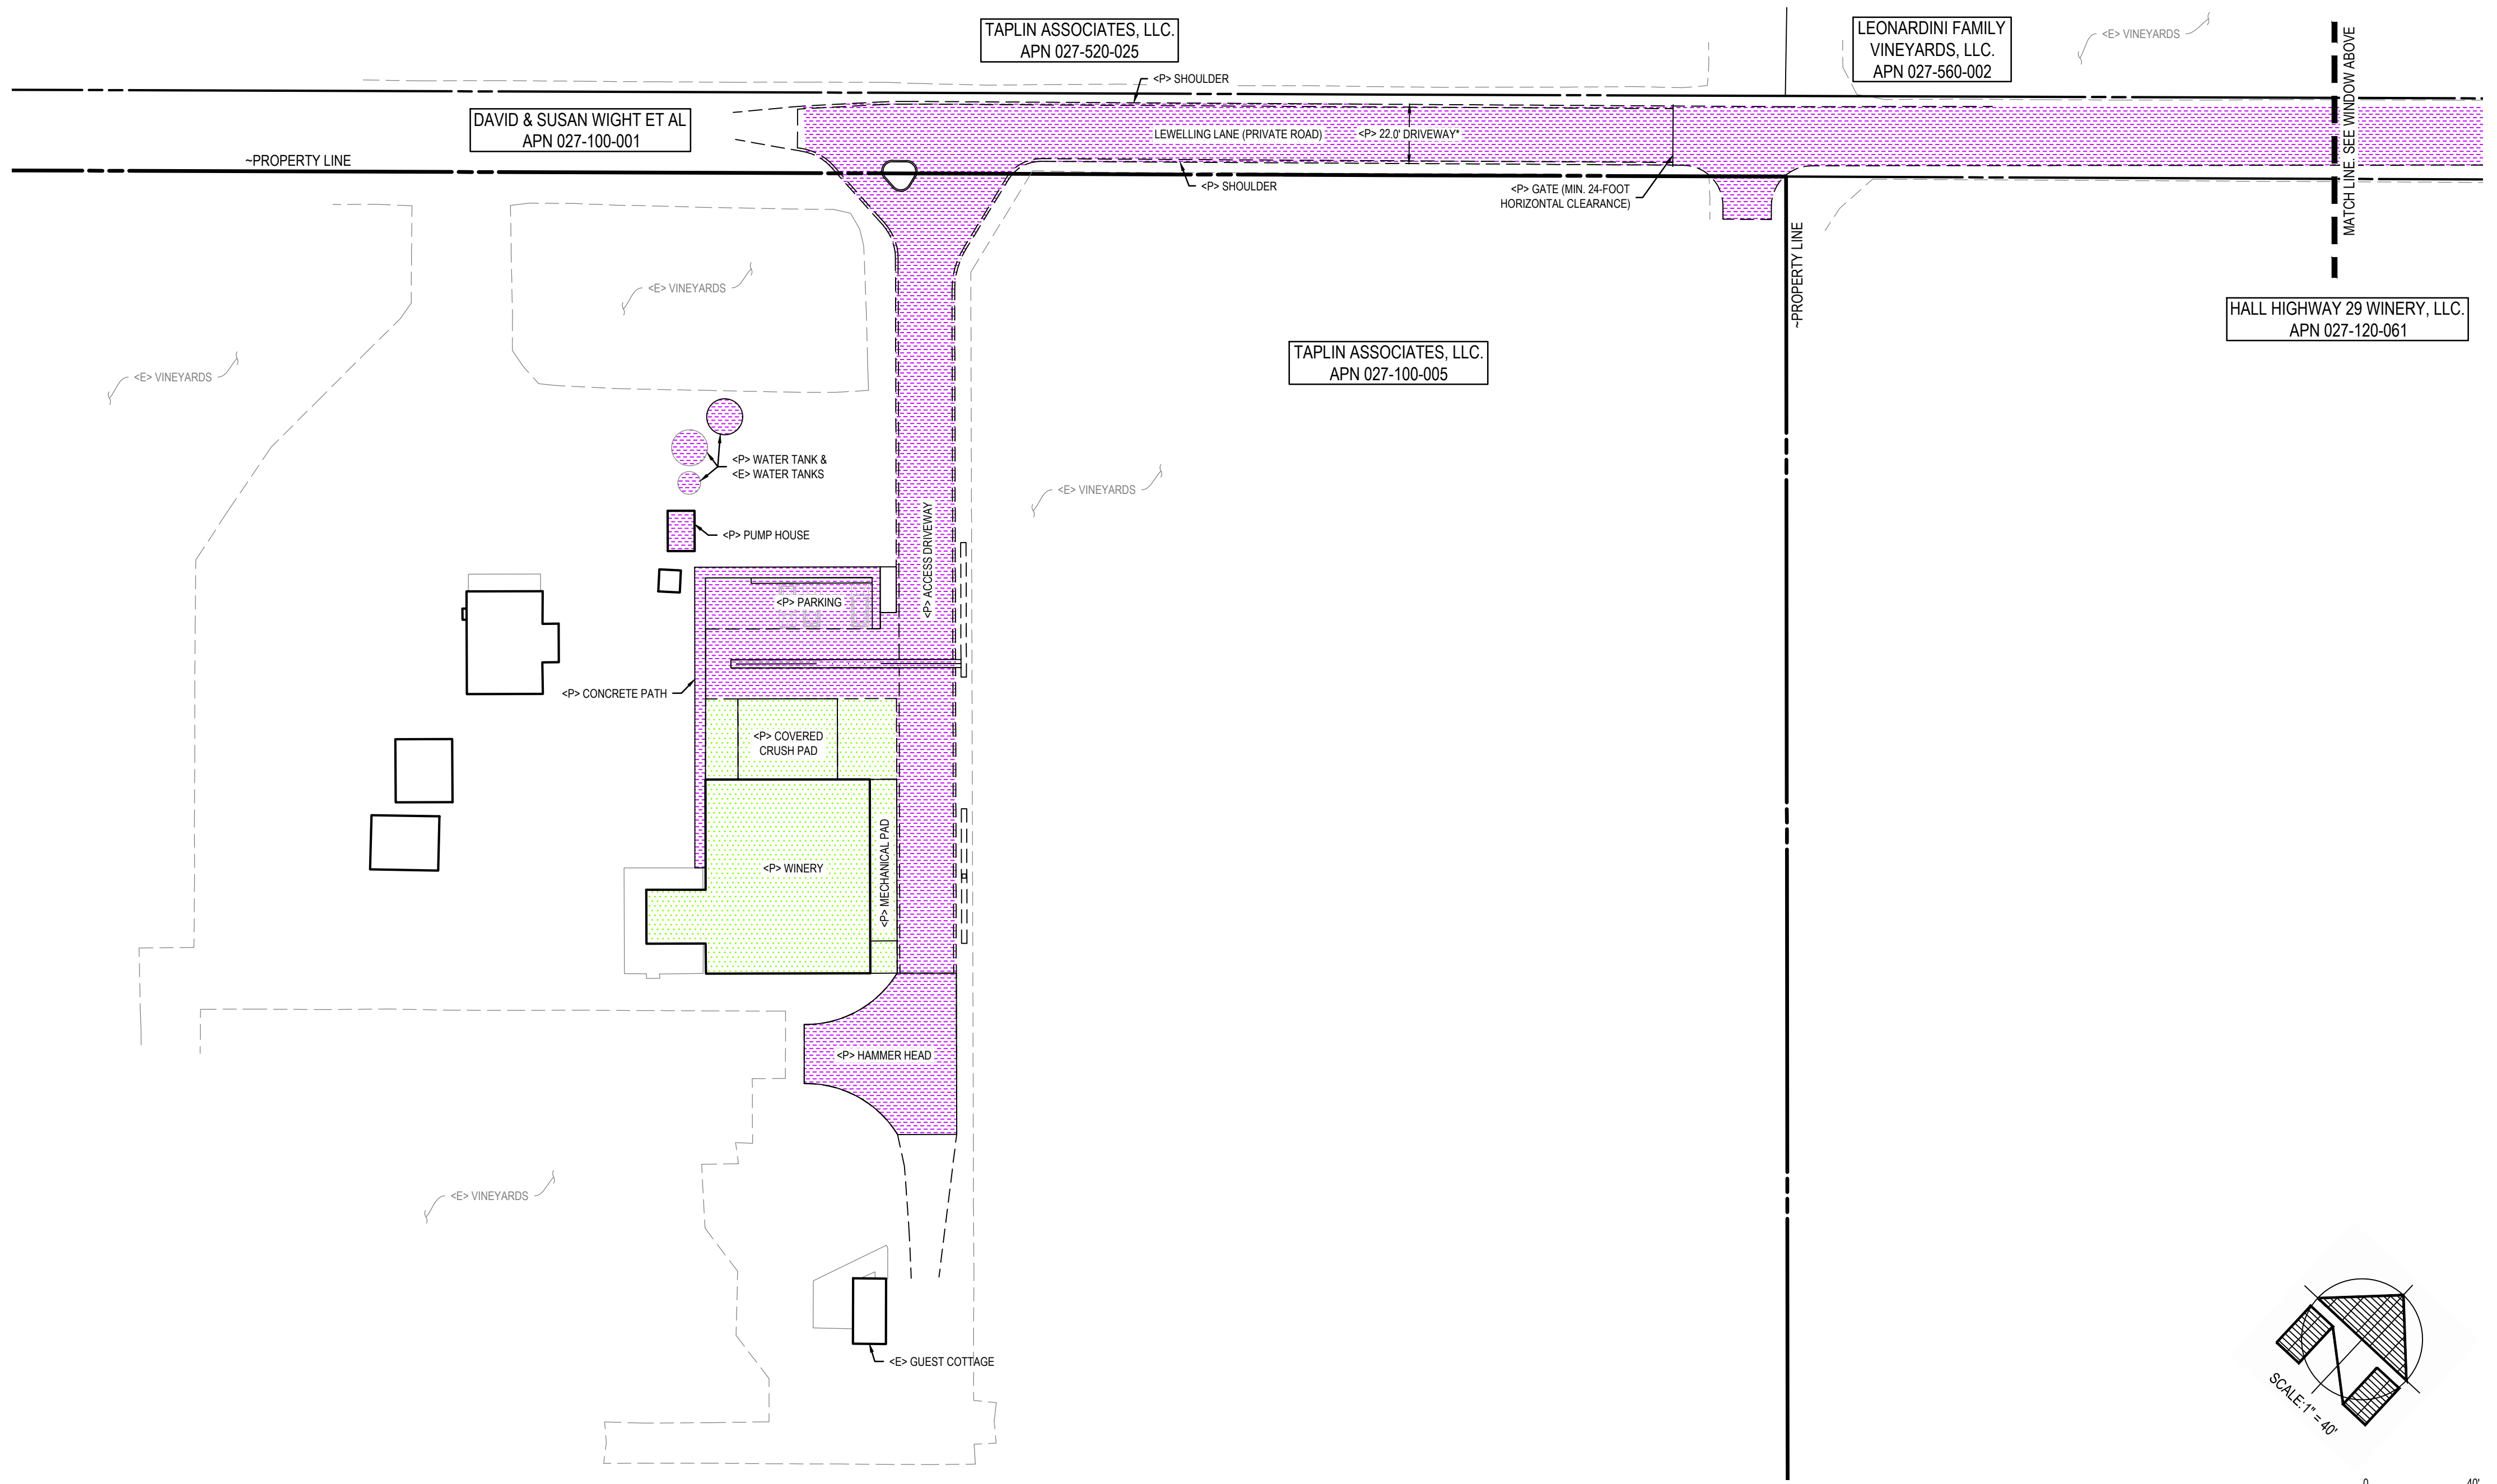 TAPLIN ASSOCIATES, LLC.
APN 027-520-025
LEONARDINI FAMILY
VINEYARDS, LLC.
APN 027-560-002
<E> VINEYARDS
MATCH LINE. SEE WINDOW ABOVE
<P> SHOULDER
DAVID & SUSAN WIGHT ET AL
APN 027-100-001
LEWELLING LANE (PRIVATE ROAD)
<P> 22.0' DRIVEWAY*
~PROPERTY LINE
<P> SHOULDER
<P> GATE (MIN. 24-FOOT
HORIZONTAL CLEARANCE)
~PROPERTY LINE
<E> VINEYARDS
HALL HIGHWAY 29 WINERY, LLC.
APN 027-120-061
TAPLIN ASSOCIATES, LLC.
APN 027-100-005
<E> VINEYARDS
<P> WATER TANK &
<E> WATER TANKS
<E> VINEYARDS
<P> PUMP HOUSE
<P> ACCESS DRIVEWAY
<P> PARKING
<P> CONCRETE PATH
<P> COVERED
CRUSH PAD
<P> WINERY
<P> MECHANICAL PAD
<P> HAMMER HEAD
<E> VINEYARDS
<E> GUEST COTTAGE
SCALE: 1" = 40'
0
40'